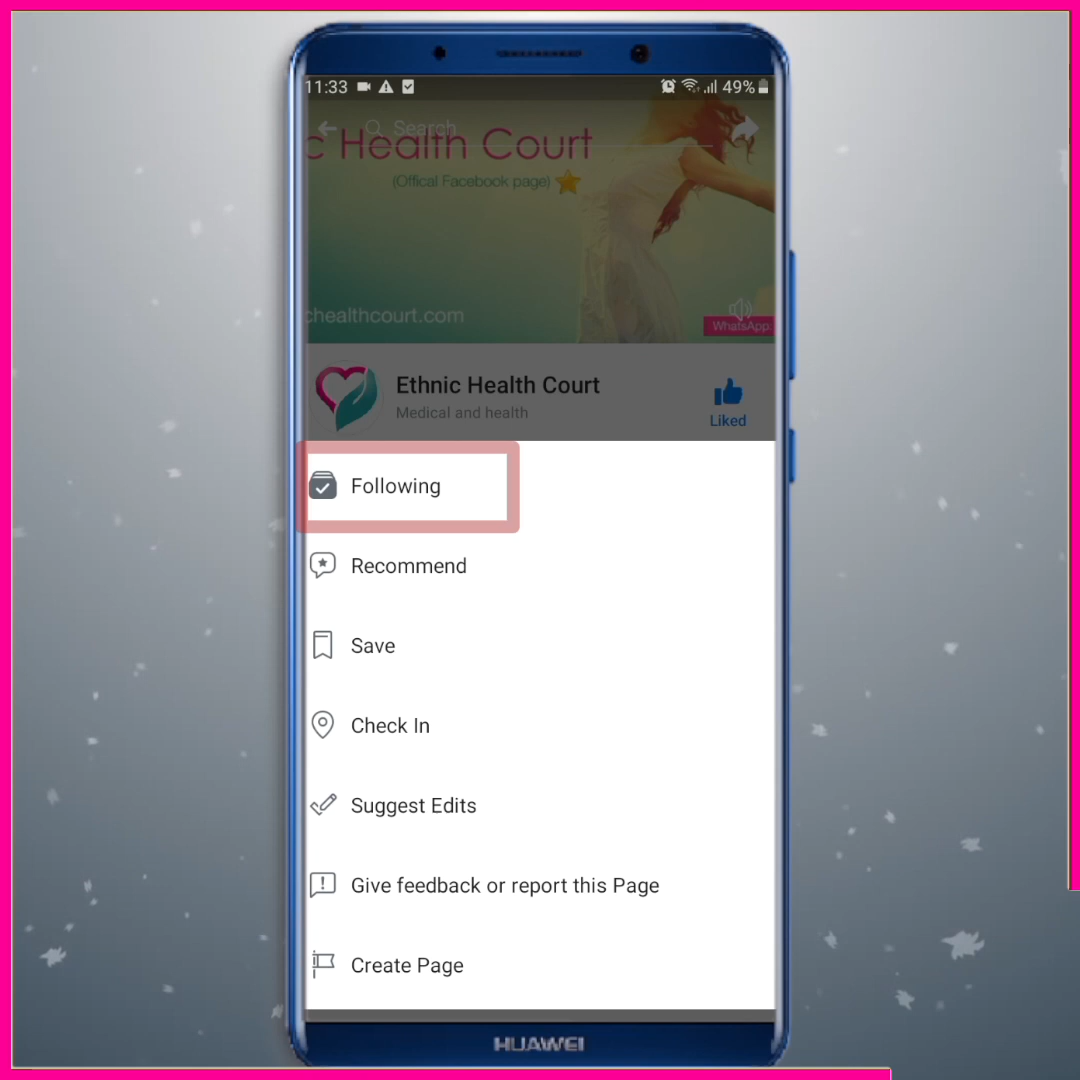 11:33
49%
Search
c Health Court
(Offical Facebook page)
chealthcourt.com
WhatsApp:
Ethnic Health Court
Medical and health
Liked
Following
Recommend
Save
Check In
Suggest Edits
Give feedback or report this Page
Create Page
HUAWEI